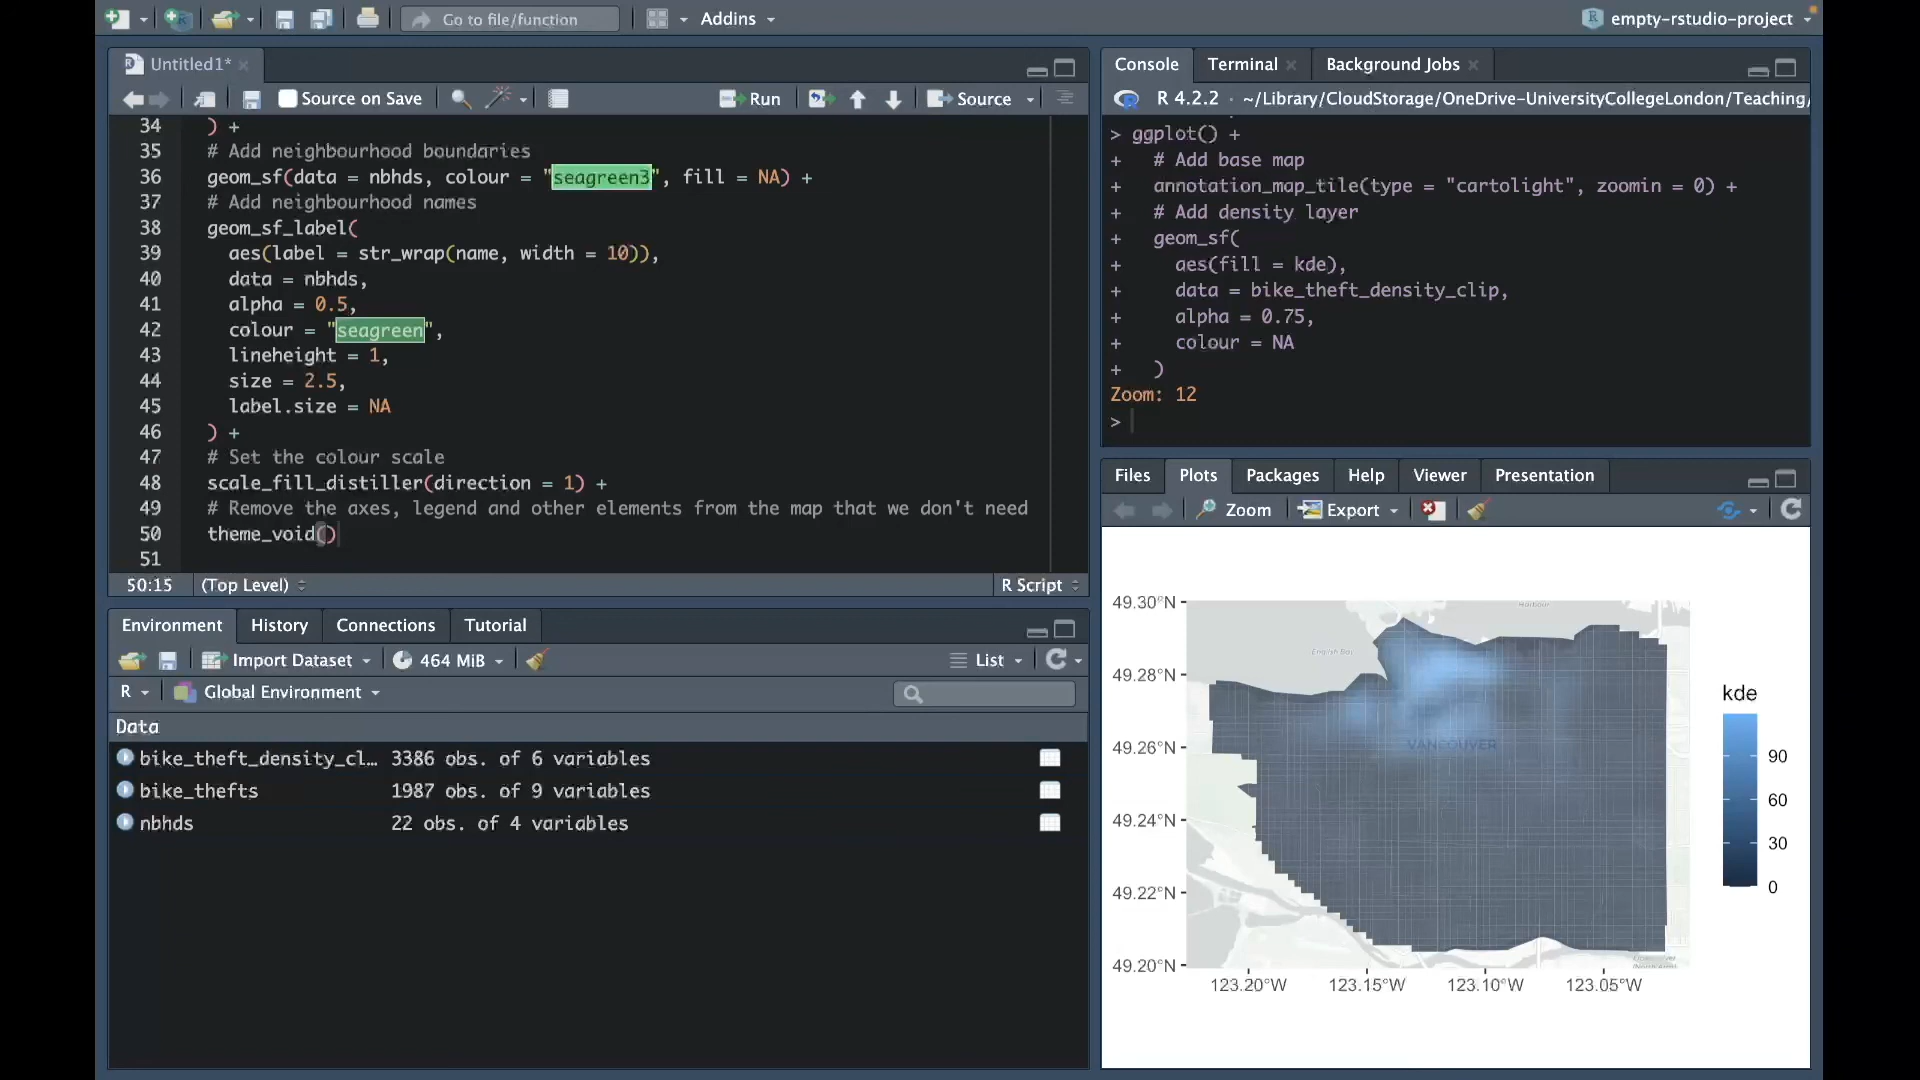 Go to file/function
Addins
empty-rstudio-project
Untitled1*
Source on Save
Run
Source
34 ) +
35 # Add neighbourhood boundaries
36 geom_sf(data = nbhds, colour = "seagreen3", fill = NA) +
37 # Add neighbourhood names
38 geom_sf_label(
39 aes(label = str_wrap(name, width = 10)),
40 data = nbhds,
41 alpha = 0.5,
42 colour = "seagreen",
43 lineheight = 1,
44 size = 2.5,
45 label.size = NA
46 ) +
47 # Set the colour scale
48 scale_fill_distiller(direction = 1) +
49 # Remove the axes, legend and other elements from the map that we don't need
50 theme_void()
51
50:15 (Top Level) R Script
Environment History Connections Tutorial
Import Dataset 464 MiB List
R Global Environment
Data
bike_theft_density_cl… 3386 obs. of 6 variables
bike_thefts 1987 obs. of 9 variables
nbhds 22 obs. of 4 variables
Console Terminal Background Jobs
R 4.2.2 · ~/Library/CloudStorage/OneDrive-UniversityCollegeLondon/Teaching/
> ggplot() +
+ # Add base map
+ annotation_map_tile(type = "cartolight", zoomin = 0) +
+ # Add density layer
+ geom_sf(
+ aes(fill = kde),
+ data = bike_theft_density_clip,
+ alpha = 0.75,
+ colour = NA
+ )
Zoom: 12
>
Files Plots Packages Help Viewer Presentation
Zoom Export
49.30°N
49.28°N
49.26°N
49.24°N
49.22°N
49.20°N
Harbour
English Bay
VANCOUVER
123.20°W 123.15°W 123.10°W 123.05°W
kde
90
60
30
0